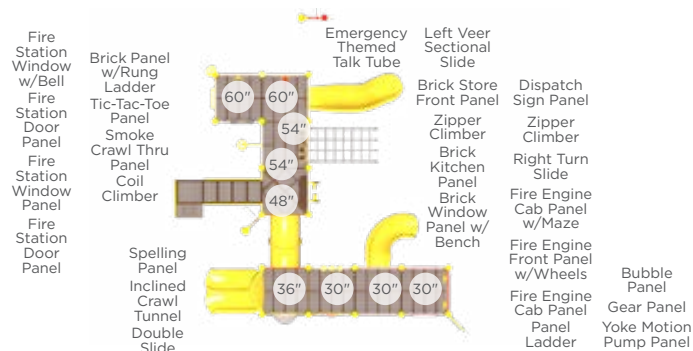 Fire
Station
Window
w/Bell
Fire
Station
Door
Panel
Fire
Station
Window
Panel
Fire
Station
Door
Panel
Brick Panel
w/Rung
Ladder
Tic-Tac-Toe
Panel
Smoke
Crawl Thru
Panel
Coil
Climber
Spelling
Panel
Inclined
Crawl
Tunnel
Double
Slide
60"
60"
54"
54"
48"
36"
30"
30"
30"
Emergency
Themed
Talk Tube
Left Veer
Sectional
Slide
Brick Store
Front Panel
Zipper
Climber
Brick
Kitchen
Panel
Brick
Window
Panel w/
Bench
Dispatch
Sign Panel
Zipper
Climber
Right Turn
Slide
Fire Engine
Cab Panel
w/Maze
Fire Engine
Front Panel
w/Wheels
Fire Engine
Cab Panel
Panel
Ladder
Bubble
Panel
Gear Panel
Yoke Motion
Pump Panel